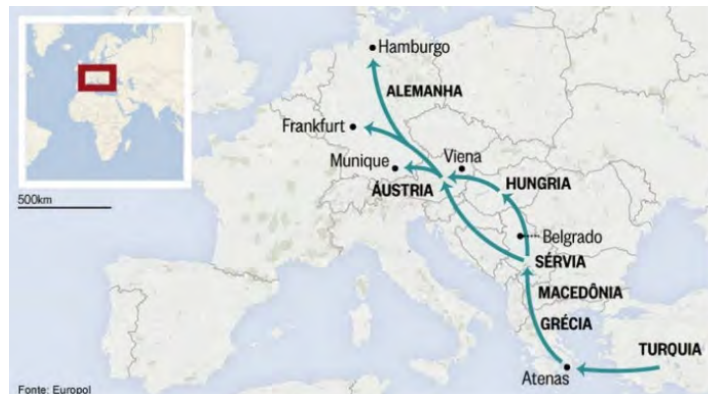 Hamburgo
ALEMANHA
Frankfurt
Munique
Viena
ÁUSTRIA
HUNGRIA
500km
Belgrado
SÉRVIA
MACEDÔNIA
GRÉCIA
TURQUIA
Atenas
Fonte: Europol